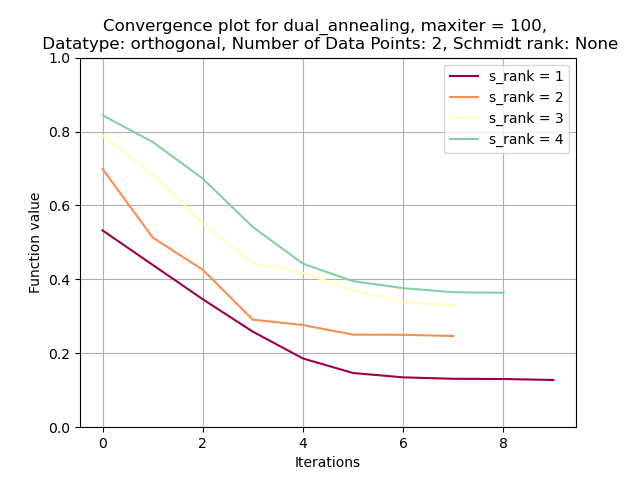 Convergence plot for dual_annealing, maxiter = 100,
Datatype: orthogonal, Number of Data Points: 2, Schmidt rank: None
1.0
0.8
0.6
0.4
0.2
0.0
Function value
s_rank = 1
s_rank = 2
s_rank = 3
s_rank = 4
0 2 4 6 8
Iterations